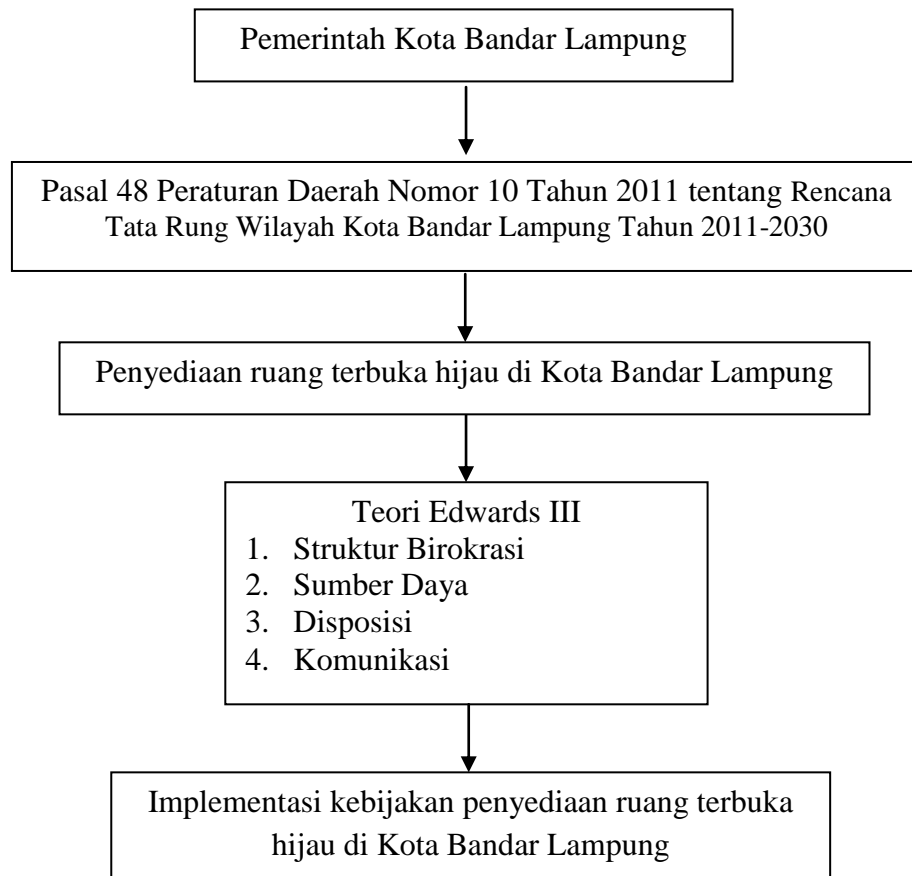 Pemerintah Kota Bandar Lampung
Pasal 48 Peraturan Daerah Nomor 10 Tahun 2011 tentang Rencana
Tata Rung Wilayah Kota Bandar Lampung Tahun 2011-2030
Penyediaan ruang terbuka hijau di Kota Bandar Lampung
Teori Edwards III
1. Struktur Birokrasi
2. Sumber Daya
3. Disposisi
4. Komunikasi
Implementasi kebijakan penyediaan ruang terbuka
hijau di Kota Bandar Lampung